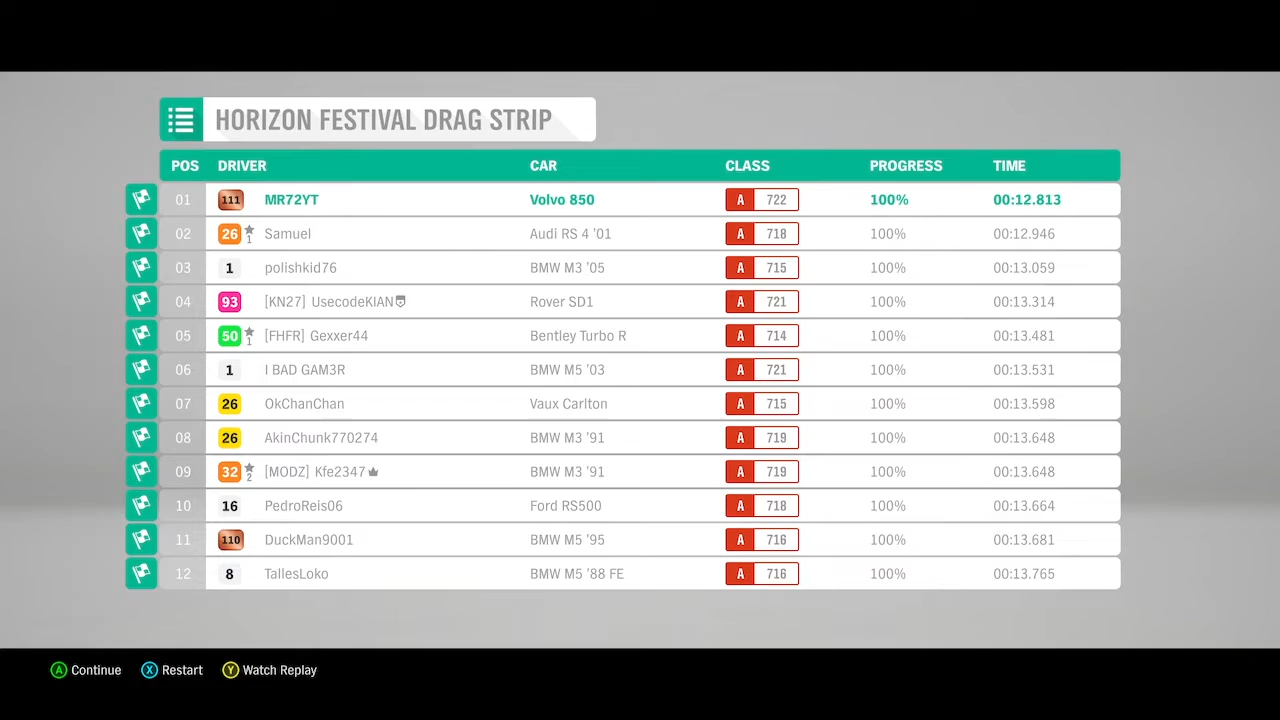 HORIZON FESTIVAL DRAG STRIP
POS DRIVER CAR CLASS PROGRESS TIME
01 111 MR72YT Volvo 850 A 722 100% 00:12.813
02 26 1 Samuel Audi RS 4 '01 A 718 100% 00:12.946
03 1 polishkid76 BMW M3 '05 A 715 100% 00:13.059
04 93 [KN27] UsecodeKIAN Rover SD1 A 721 100% 00:13.314
05 50 1 [FHFR] Gexxer44 Bentley Turbo R A 714 100% 00:13.481
06 1 I BAD GAM3R BMW M5 '03 A 721 100% 00:13.531
07 26 OkChanChan Vaux Carlton A 715 100% 00:13.598
08 26 AkinChunk770274 BMW M3 '91 A 719 100% 00:13.648
09 32 2 [MODZ] Kfe2347 BMW M3 '91 A 719 100% 00:13.648
10 16 PedroReis06 Ford RS500 A 718 100% 00:13.664
11 110 DuckMan9001 BMW M5 '95 A 716 100% 00:13.681
12 8 TallesLoko BMW M5 '88 FE A 716 100% 00:13.765
A Continue X Restart Y Watch Replay